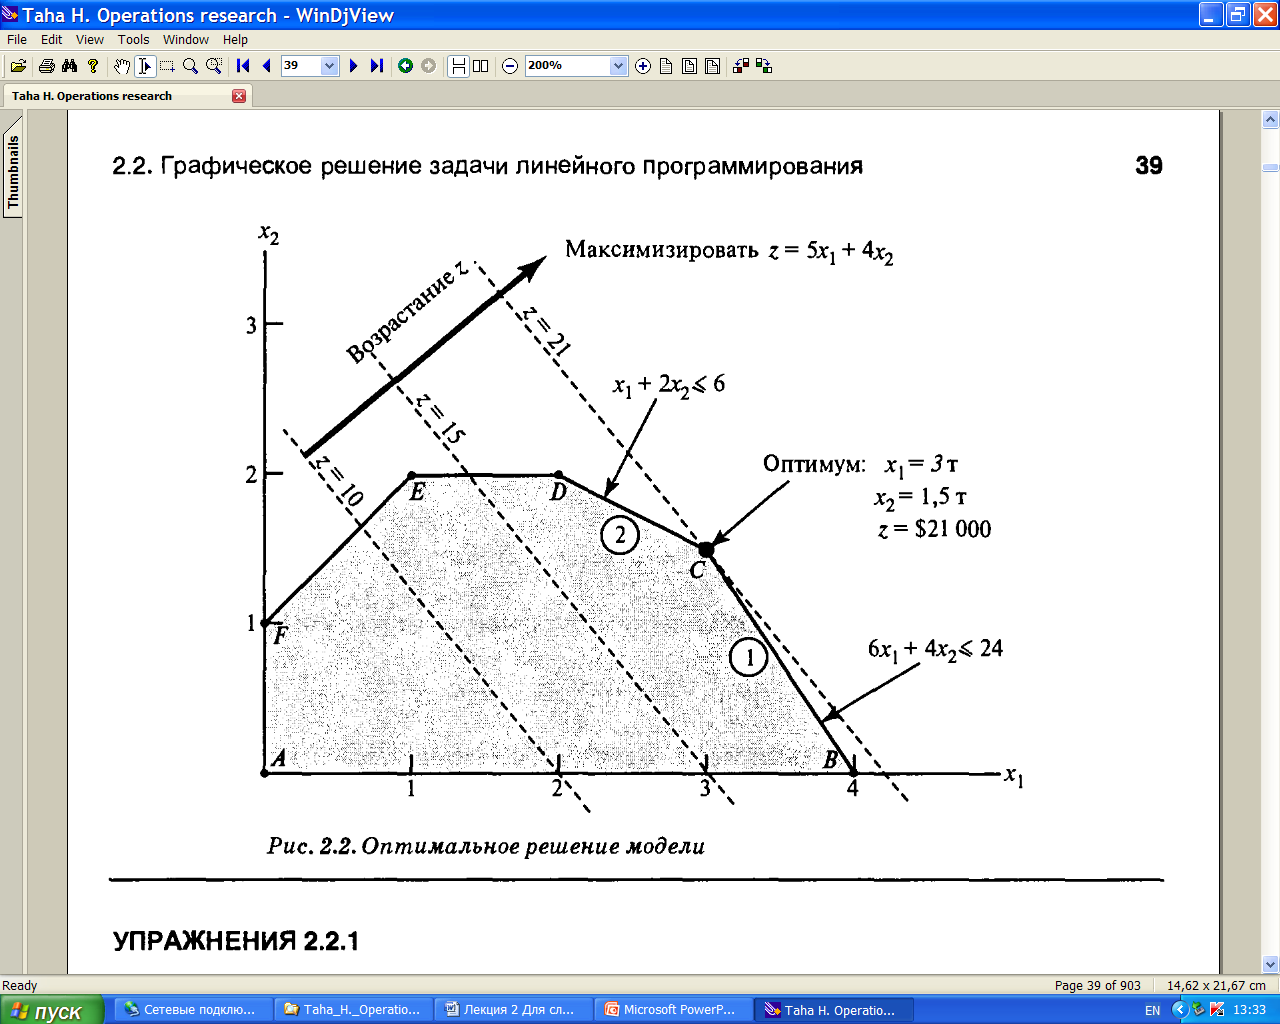 Taha H. Operations research - WinDjView
File Edit View Tools Window Help
39 200%
Taha H. Operations research
Thumbnails
2.2. Графическое решение задачи линейного программирования 39
x2
Максимизировать z = 5x1 + 4x2
Возрастание z
3
z = 21
x1 + 2x2 ⩽ 6
z = 15
Оптимум: x1 = 3 т
2
z = 10
E
D
x2 = 1,5 т
z = $21 000
2
C
1
F
1
6x1 + 4x2 ⩽ 24
A
B
x1
1 2 3 4
Рис. 2.2. Оптимальное решение модели
УПРАЖНЕНИЯ 2.2.1
Ready Page 39 of 903 14,62 x 21,67 cm
пуск Сетевые подклю... Taha_H._Operatio... Лекция 2 Для сл... Microsoft PowerP... Taha H. Operatio... EN 13:33